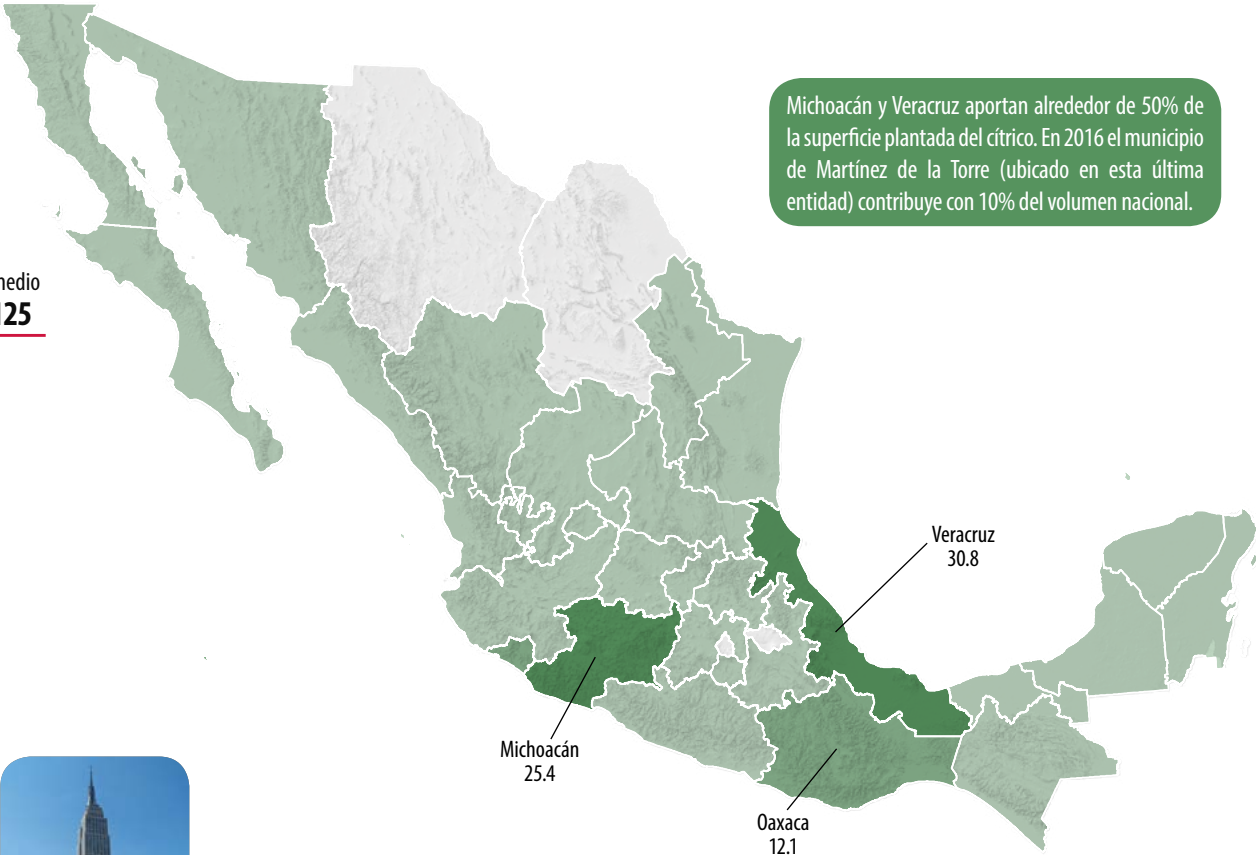 Michoacán y Veracruz aportan alrededor de 50% de
la superficie plantada del cítrico. En 2016 el municipio
de Martínez de la Torre (ubicado en esta última
entidad) contribuye con 10% del volumen nacional.
Veracruz
30.8
Michoacán
25.4
Oaxaca
12.1